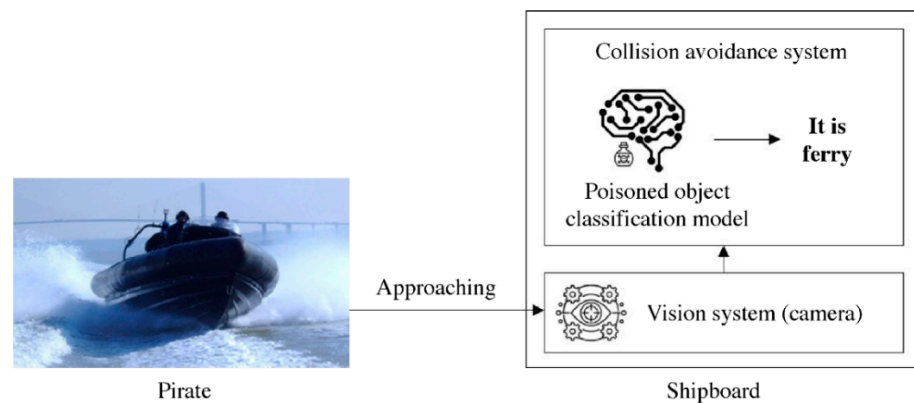 Collision avoidance system
It is
ferry
Poisoned object
classification model
Approaching
Vision system (camera)
Pirate
Shipboard